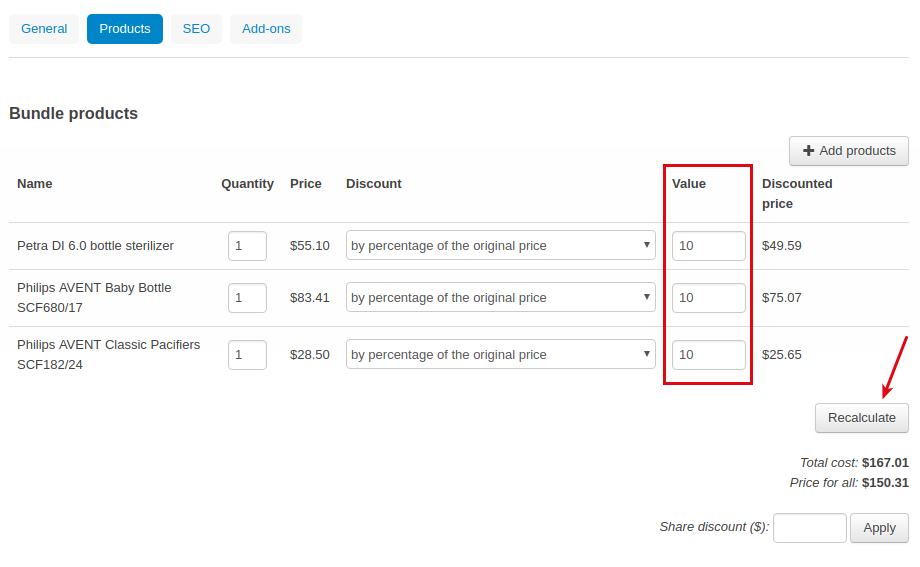 General Products SEO Add-ons
Bundle products
Add products
Name Quantity Price Discount Value Discounted
price
Petra DI 6.0 bottle sterilizer 1 $55.10 by percentage of the original price 10 $49.59
Philips AVENT Baby Bottle
SCF680/17 1 $83.41 by percentage of the original price 10 $75.07
Philips AVENT Classic Pacifiers
SCF182/24 1 $28.50 by percentage of the original price 10 $25.65
Recalculate
Total cost: $167.01
Price for all: $150.31
Share discount ($): Apply